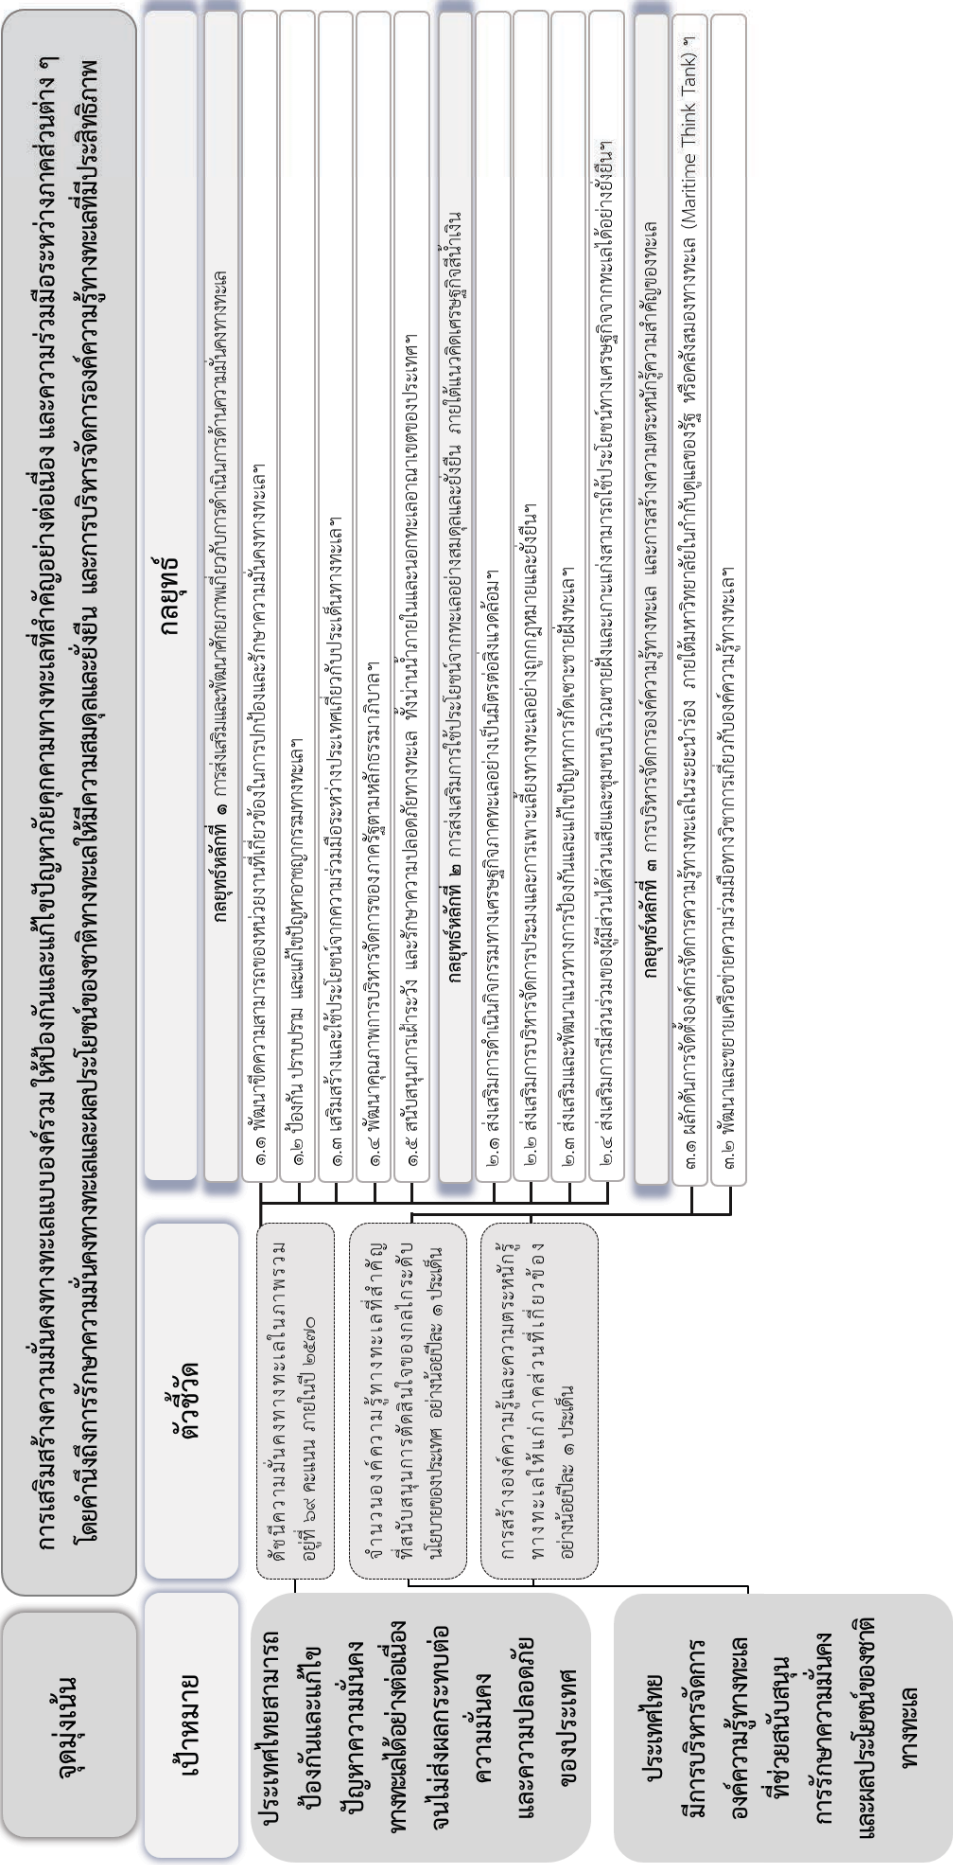 จุดมุ่งเน้น
การเสริมสร้างความมั่นคงทางทะเลแบบองค์รวม ให้ป้องกันและแก้ไขปัญหาภัยคุกคามทางทะเลที่สำคัญอย่างต่อเนื่อง และความร่วมมือระหว่างภาคส่วนต่าง ๆ
โดยคำนึงถึงการรักษาความมั่นคงทางทะเลและผลประโยชน์ของชาติทางทะเลให้มีความสมดุลและยั่งยืน และการบริหารจัดการองค์ความรู้ทางทะเลที่มีประสิทธิภาพ
เป้าหมาย
ประเทศไทยสามารถ
ป้องกันและแก้ไข
ปัญหาความมั่นคง
ทางทะเลได้อย่างต่อเนื่อง
จนไม่ส่งผลกระทบต่อ
ความมั่นคง
และความปลอดภัย
ของประเทศ
ประเทศไทย
มีการบริหารจัดการ
องค์ความรู้ทางทะเล
ที่ช่วยสนับสนุน
การรักษาความมั่นคง
และผลประโยชน์ของชาติ
ทางทะเล
ตัวชี้วัด
ดัชนีความมั่นคงทางทะเลในภาพรวม
อยู่ที่ ๖๙ คะแนน ภายในปี ๒๕๗๐
จำนวนองค์ความรู้ทางทะเลที่สำคัญ
ที่สนับสนุนการตัดสินใจของกลไกระดับ
นโยบายของประเทศ อย่างน้อยปีละ ๑ ประเด็น
การสร้างองค์ความรู้และความตระหนักรู้
ทางทะเลให้แก่ภาคส่วนที่เกี่ยวข้อง
อย่างน้อยปีละ ๑ ประเด็น
กลยุทธ์
กลยุทธ์หลักที่ ๑ การส่งเสริมและพัฒนาศักยภาพเกี่ยวกับการดำเนินการด้านความมั่นคงทางทะเล
๑.๑ พัฒนาขีดความสามารถของหน่วยงานที่เกี่ยวข้องในการปกป้องและรักษาความมั่นคงทางทะเลฯ
๑.๒ ป้องกัน ปราบปราม และแก้ไขปัญหาอาชญากรรมทางทะเลฯ
๑.๓ เสริมสร้างและใช้ประโยชน์จากความร่วมมือระหว่างประเทศเกี่ยวกับประเด็นทางทะเลฯ
๑.๔ พัฒนาคุณภาพการบริหารจัดการของภาครัฐตามหลักธรรมาภิบาลฯ
๑.๕ สนับสนุนการเฝ้าระวัง และรักษาความปลอดภัยทางทะเล ทั้งน่านน้ำภายในและนอกทะเลอาณาเขตของประเทศฯ
กลยุทธ์หลักที่ ๒ การส่งเสริมการใช้ประโยชน์จากทะเลอย่างสมดุลและยั่งยืน ภายใต้แนวคิดเศรษฐกิจสีน้ำเงิน
๒.๑ ส่งเสริมการดำเนินกิจกรรมทางเศรษฐกิจภาคทะเลอย่างเป็นมิตรต่อสิ่งแวดล้อมฯ
๒.๒ ส่งเสริมการบริหารจัดการประมงและการเพาะเลี้ยงทางทะเลอย่างถูกกฎหมายและยั่งยืนฯ
๒.๓ ส่งเสริมและพัฒนาแนวทางการป้องกันและแก้ไขปัญหาการกัดเซาะชายฝั่งทะเลฯ
๒.๔ ส่งเสริมการมีส่วนร่วมของผู้มีส่วนได้ส่วนเสียและชุมชนบริเวณชายฝั่งและเกาะแก่งสามารถใช้ประโยชน์ทางเศรษฐกิจจากทะเลได้อย่างยั่งยืนฯ
กลยุทธ์หลักที่ ๓ การบริหารจัดการองค์ความรู้ทางทะเล และการสร้างความตระหนักรู้ความสำคัญของทะเล
๓.๑ ผลักดันการจัดตั้งองค์กรจัดการความรู้ทางทะเลในระยะนำร่อง ภายใต้มหาวิทยาลัยในกำกับดูแลของรัฐ หรือคลังสมองทางทะเล (Maritime Think Tank) ฯ
๓.๒ พัฒนาและขยายเครือข่ายความร่วมมือทางวิชาการเกี่ยวกับองค์ความรู้ทางทะเลฯ